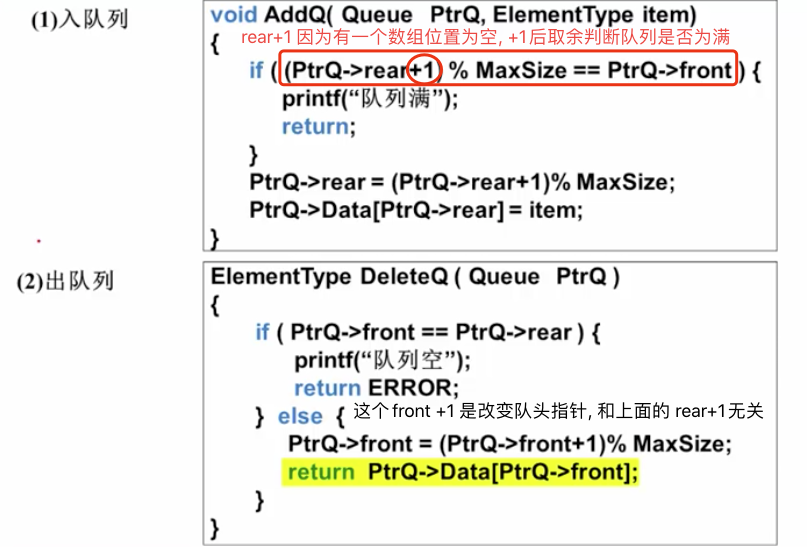 (1)入队列
void AddQ( Queue PtrQ, ElementType item)
{ rear+1 因为有一个数组位置为空, +1后取余判断队列是否为满
if ( (PtrQ->rear+1) % MaxSize == PtrQ->front ) {
printf(“队列满”);
return;
}
PtrQ->rear = (PtrQ->rear+1)% MaxSize;
PtrQ->Data[PtrQ->rear] = item;
}
(2)出队列
ElementType DeleteQ ( Queue PtrQ )
{
if ( PtrQ->front == PtrQ->rear ) {
printf(“队列空”);
return ERROR;
} else { 这个front +1是改变队头指针, 和上面的 rear+1无关
PtrQ->front = (PtrQ->front+1)% MaxSize;
return PtrQ->Data[PtrQ->front];
}
}